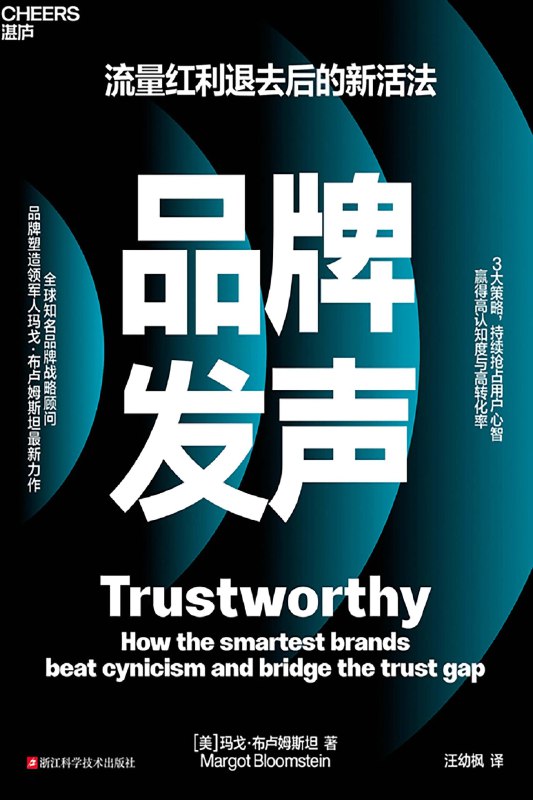 CHEERS
湛庐
流量红利退去后的新活法
品牌
发声
全球知名品牌战略顾问
品牌塑造领军人玛戈·布卢姆斯坦最新力作
3大策略，持续抢占用户心智
赢得高认知度与高转化率
Trustworthy
How the smartest brands
beat cynicism and bridge the trust gap
[美]玛戈·布卢姆斯坦 著
Margot Bloomstein
浙江科学技术出版社
汪幼枫 译